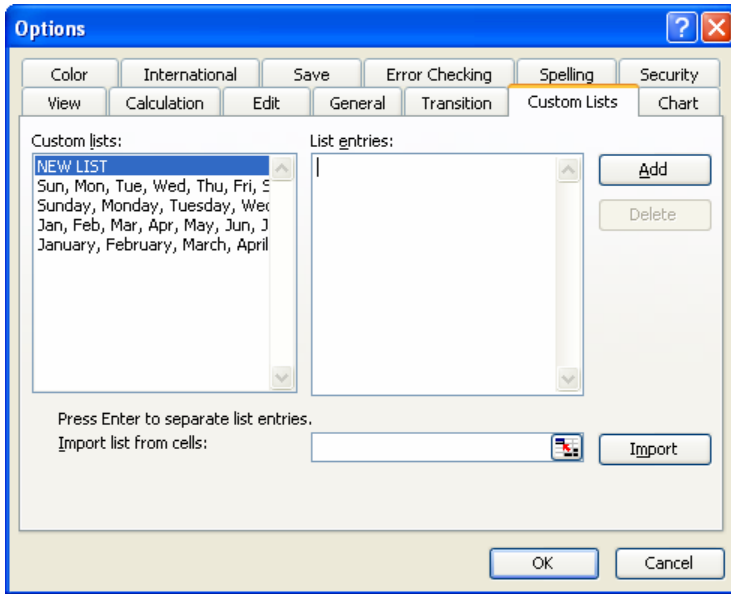 Options
Color International Save Error Checking Spelling Security
View Calculation Edit General Transition Custom Lists Chart
Custom lists: List entries:
NEW LIST
Sun, Mon, Tue, Wed, Thu, Fri, S
Sunday, Monday, Tuesday, Wed
Jan, Feb, Mar, Apr, May, Jun, J
January, February, March, April
Add
Delete
Press Enter to separate list entries.
Import list from cells: Import
OK Cancel